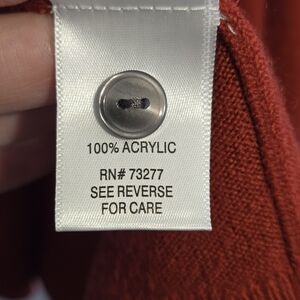 100% ACRYLIC
RN# 73277
SEE REVERSE
FOR CARE